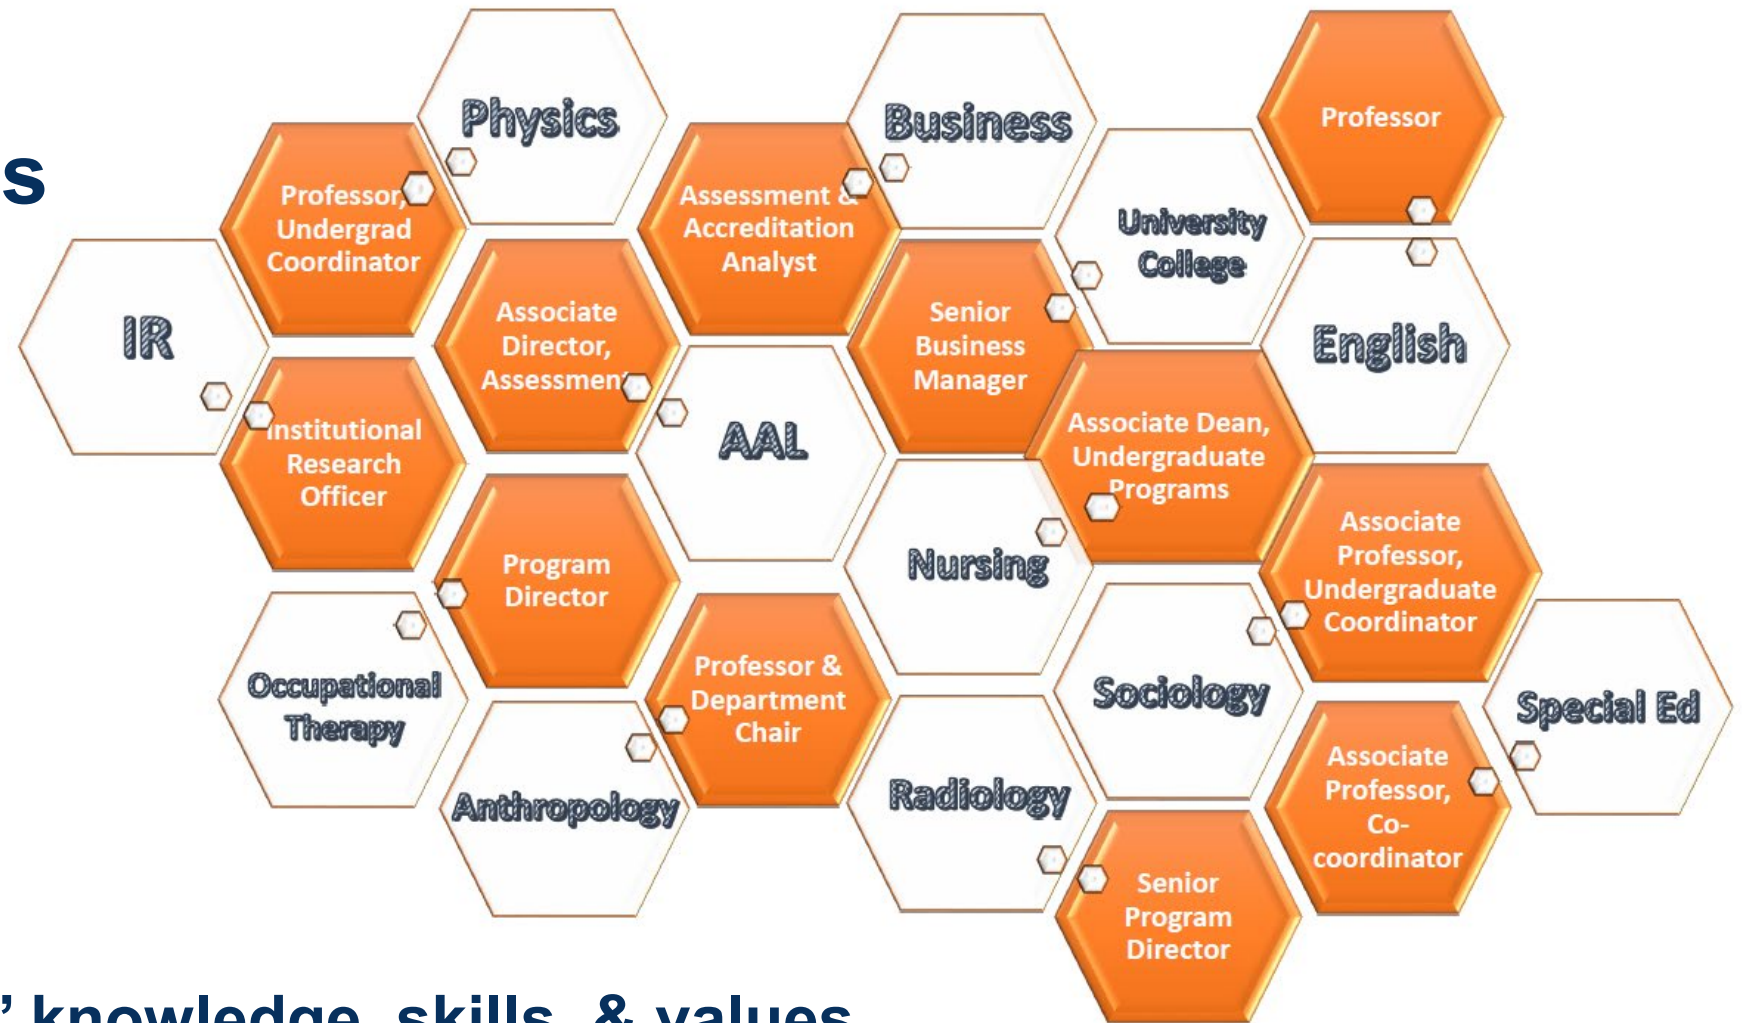 s
Physics
Business
Professor
Professor,
Undergrad
Coordinator
Assessment &
Accreditation
Analyst
University
College
IR
Associate
Director,
Assessment
Senior
Business
Manager
English
Institutional
Research
Officer
AAL
Associate Dean,
Undergraduate
Programs
Program
Director
Nursing
Associate
Professor,
Undergraduate
Coordinator
Occupational
Therapy
Professor &
Department
Chair
Sociology
Special Ed
Anthropology
Radiology
Associate
Professor,
Co-
coordinator
Senior
Program
Director
’ knowledge, skills, & values